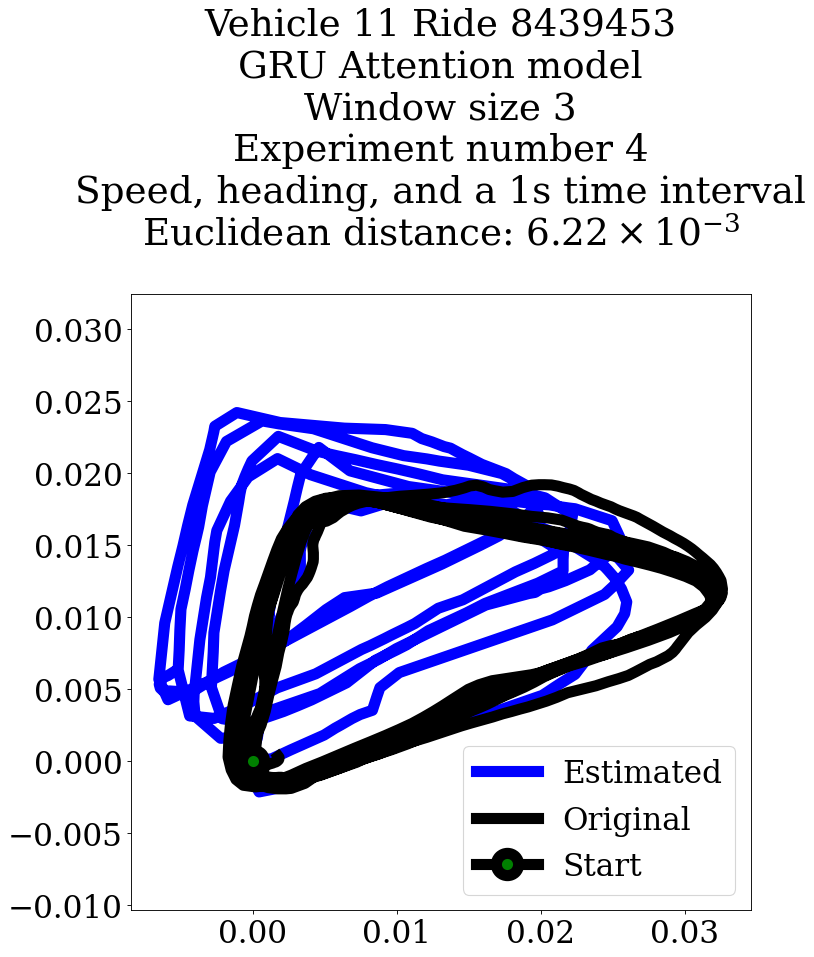 Vehicle 11 Ride 8439453
GRU Attention model
Window size 3
Experiment number 4
Speed, heading, and a 1s time interval
Euclidean distance: 6.22 × 10⁻³
0.030
0.025
0.020
0.015
0.010
0.005
0.000
−0.005
−0.010
Estimated
Original
Start
0.00 0.01 0.02 0.03